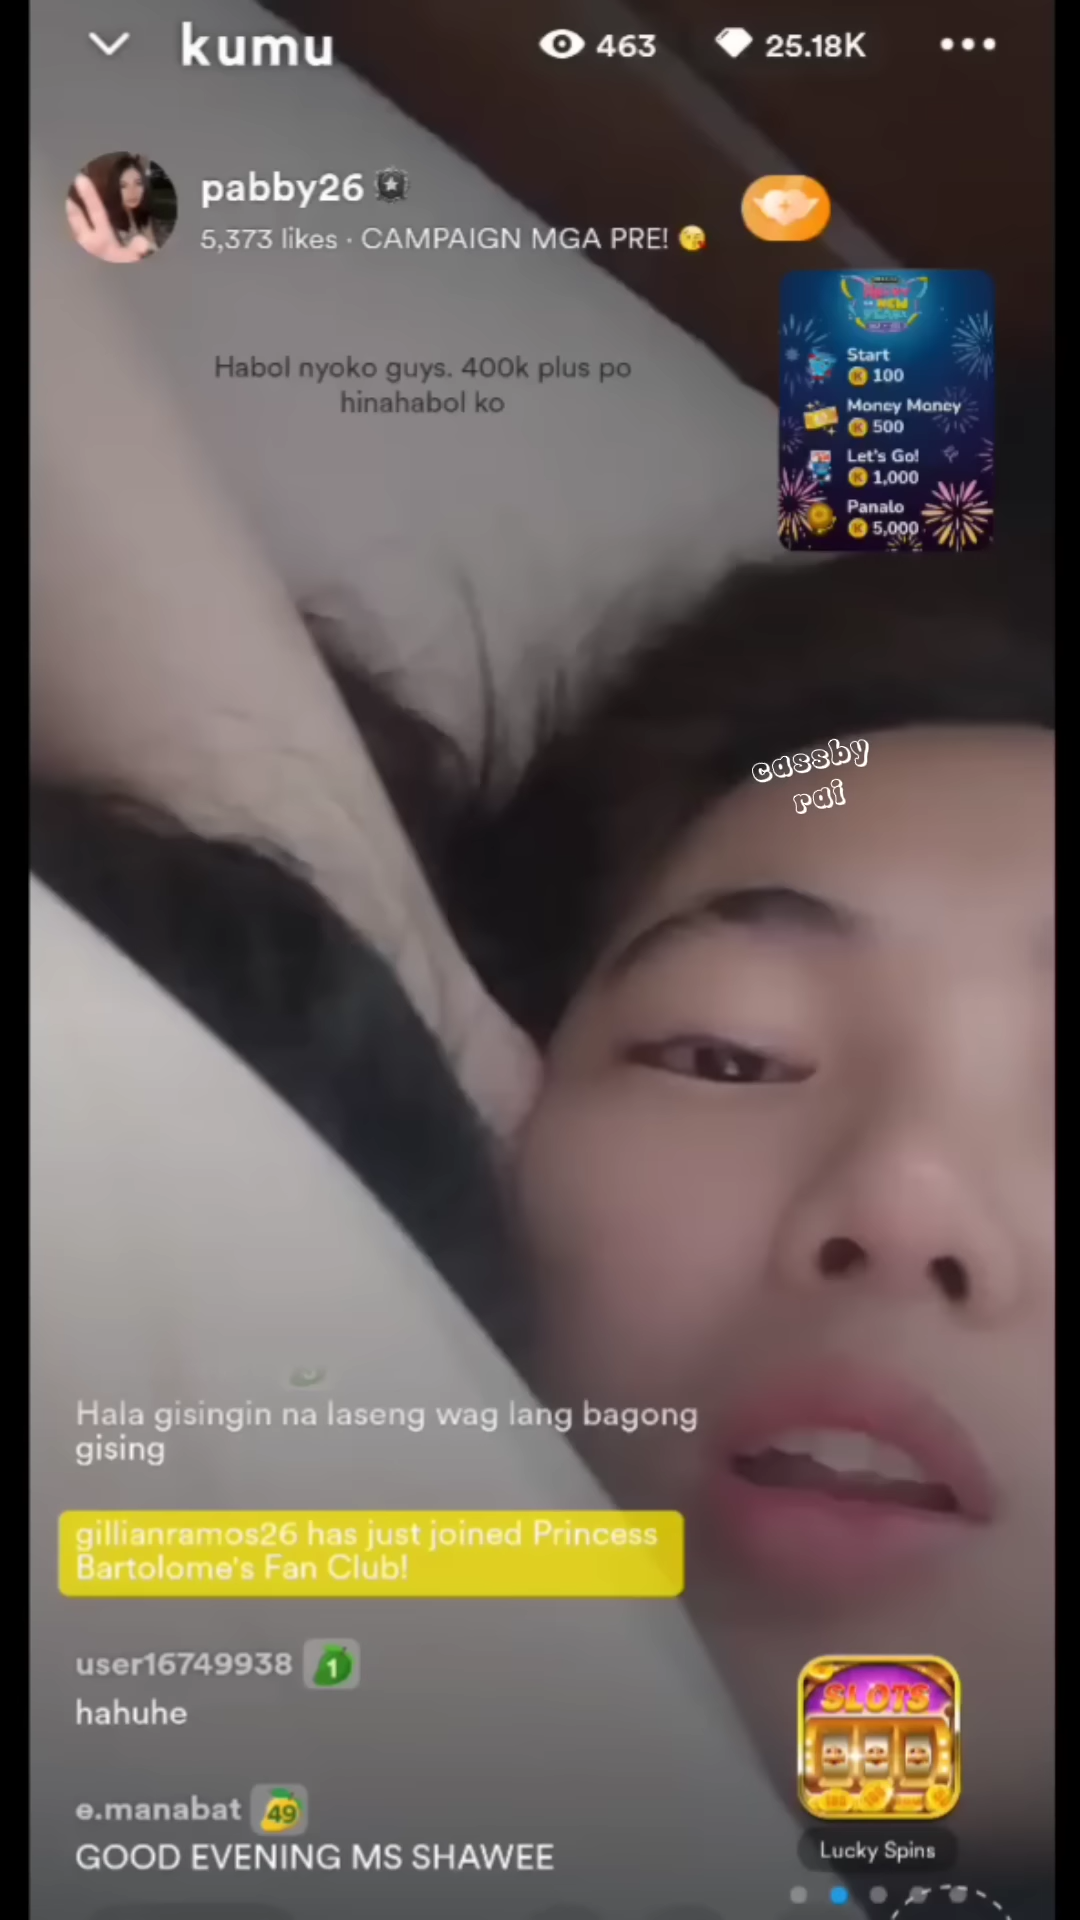 kumu
463
25.18K
pabby26
5,373 likes · CAMPAIGN MGA PRE! 😘
Habol nyoko guys. 400k plus po
hinahabol ko
Start
100
Money Money
500
Let's Go!
1,000
Panalo
5,000
cassby
rai
Hala gisingin na laseng wag lang bagong
gising
gillianramos26 has just joined Princess
Bartolome's Fan Club!
user16749938 1
hahuhe
e.manabat 49
GOOD EVENING MS SHAWEE
SLOTS
Lucky Spins